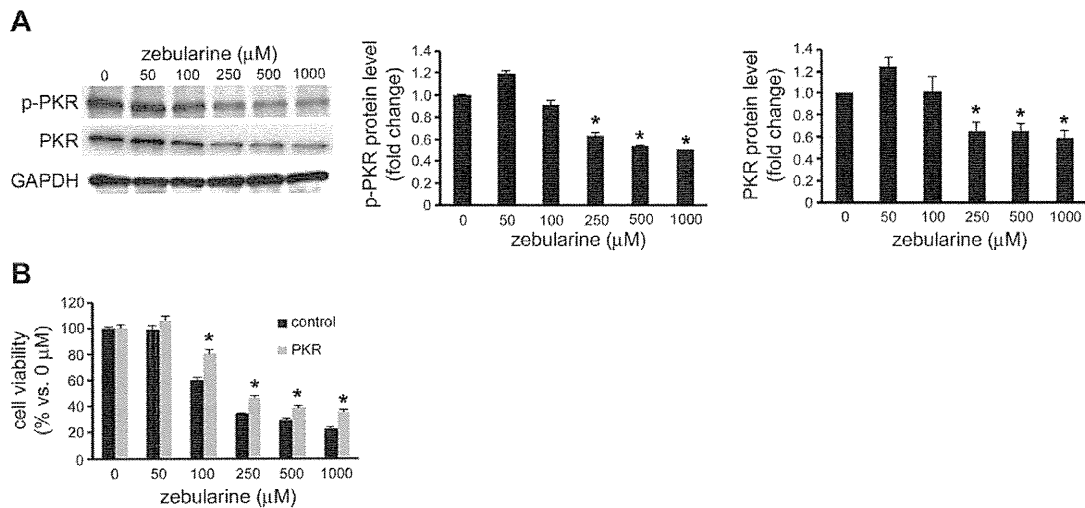 A
zebularine (µM)
0 50 100 250 500 1000
p-PKR
PKR
GAPDH
p-PKR protein level
(fold change)
1.4
1.2
1.0
0.8
0.6
0.4
0.2
0
* * *
0 50 100 250 500 1000
zebularine (µM)
PKR protein level
(fold change)
1.4
1.2
1.0
0.8
0.6
0.4
0.2
0
* * *
0 50 100 250 500 1000
zebularine (µM)
B
cell viability
(% vs. 0 µM)
120
100
80
60
40
20
0
control
PKR
* * * *
0 50 100 250 500 1000
zebularine (µM)